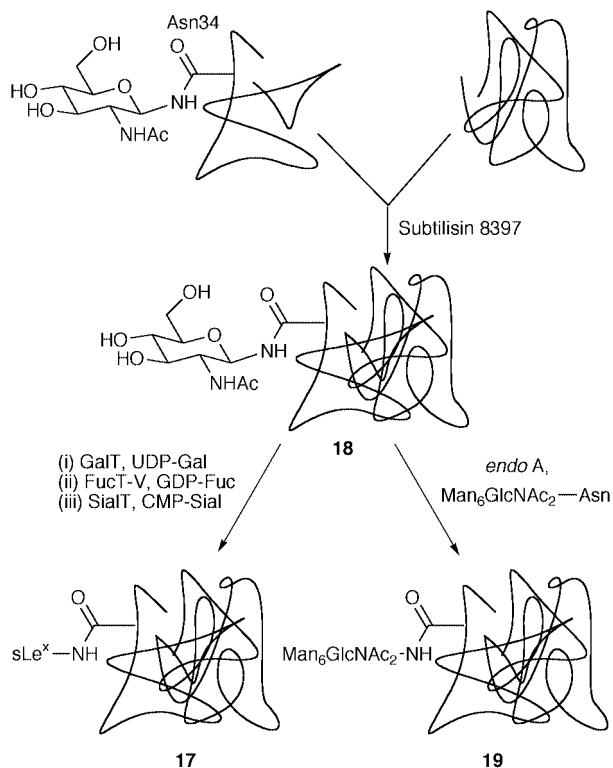 Asn34
OH
O
HO
O
HO
NH
NHAc
Subtilisin 8397
OH
O
HO
O
HO
NH
NHAc
18
(i) GalT, UDP-Gal
(ii) FucT-V, GDP-Fuc
(iii) SialT, CMP-Sial
endo A,
Man₆GlcNAc₂—Asn
O
sLeˣ—NH
O
Man₆GlcNAc₂-NH
17
19